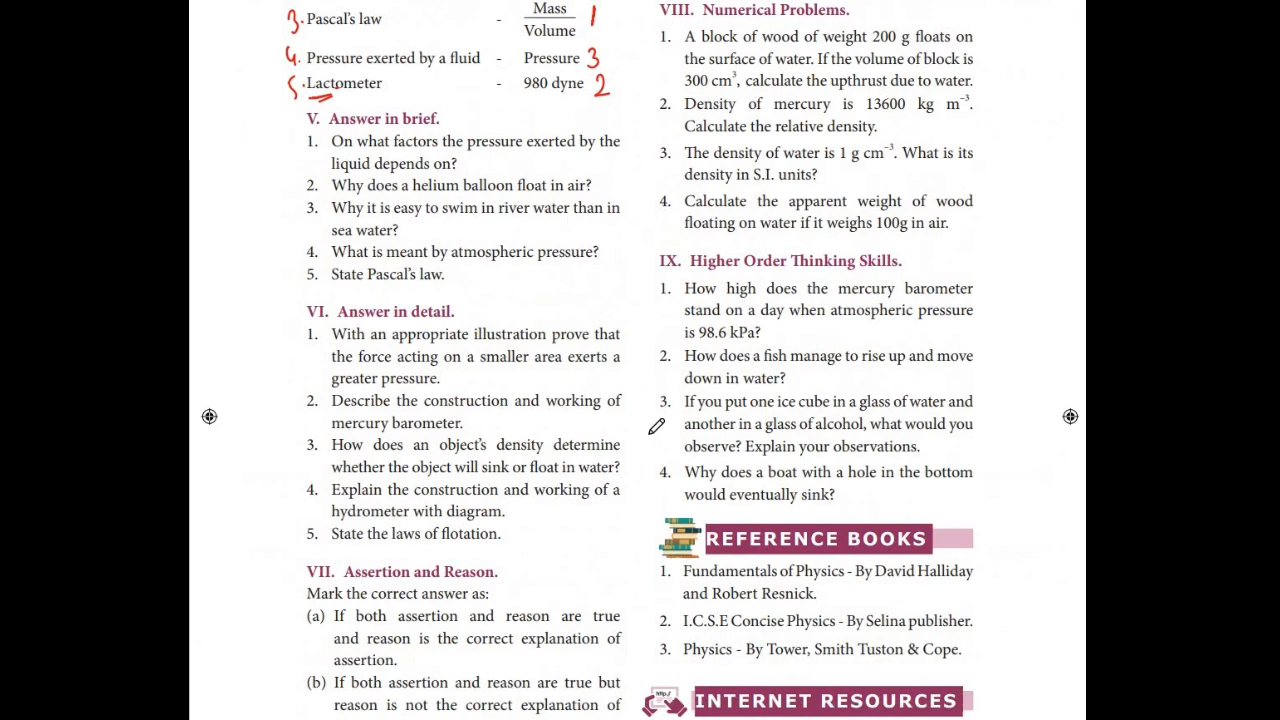 3. Pascal's law - Mass
Volume 1
4. Pressure exerted by a fluid - Pressure 3
5. Lactometer - 980 dyne 2
V. Answer in brief.
1. On what factors the pressure exerted by the
liquid depends on?
2. Why does a helium balloon float in air?
3. Why it is easy to swim in river water than in
sea water?
4. What is meant by atmospheric pressure?
5. State Pascal's law.
VI. Answer in detail.
1. With an appropriate illustration prove that
the force acting on a smaller area exerts a
greater pressure.
2. Describe the construction and working of
mercury barometer.
3. How does an object's density determine
whether the object will sink or float in water?
4. Explain the construction and working of a
hydrometer with diagram.
5. State the laws of flotation.
VII. Assertion and Reason.
Mark the correct answer as:
(a) If both assertion and reason are true
and reason is the correct explanation of
assertion.
(b) If both assertion and reason are true but
reason is not the correct explanation of
VIII. Numerical Problems.
1. A block of wood of weight 200 g floats on
the surface of water. If the volume of block is
300 cm³, calculate the upthrust due to water.
2. Density of mercury is 13600 kg m⁻³.
Calculate the relative density.
3. The density of water is 1 g cm⁻³. What is its
density in S.I. units?
4. Calculate the apparent weight of wood
floating on water if it weighs 100g in air.
IX. Higher Order Thinking Skills.
1. How high does the mercury barometer
stand on a day when atmospheric pressure
is 98.6 kPa?
2. How does a fish manage to rise up and move
down in water?
3. If you put one ice cube in a glass of water and
another in a glass of alcohol, what would you
observe? Explain your observations.
4. Why does a boat with a hole in the bottom
would eventually sink?
REFERENCE BOOKS
1. Fundamentals of Physics - By David Halliday
and Robert Resnick.
2. I.C.S.E Concise Physics - By Selina publisher.
3. Physics - By Tower, Smith Tuston & Cope.
http://
INTERNET RESOURCES